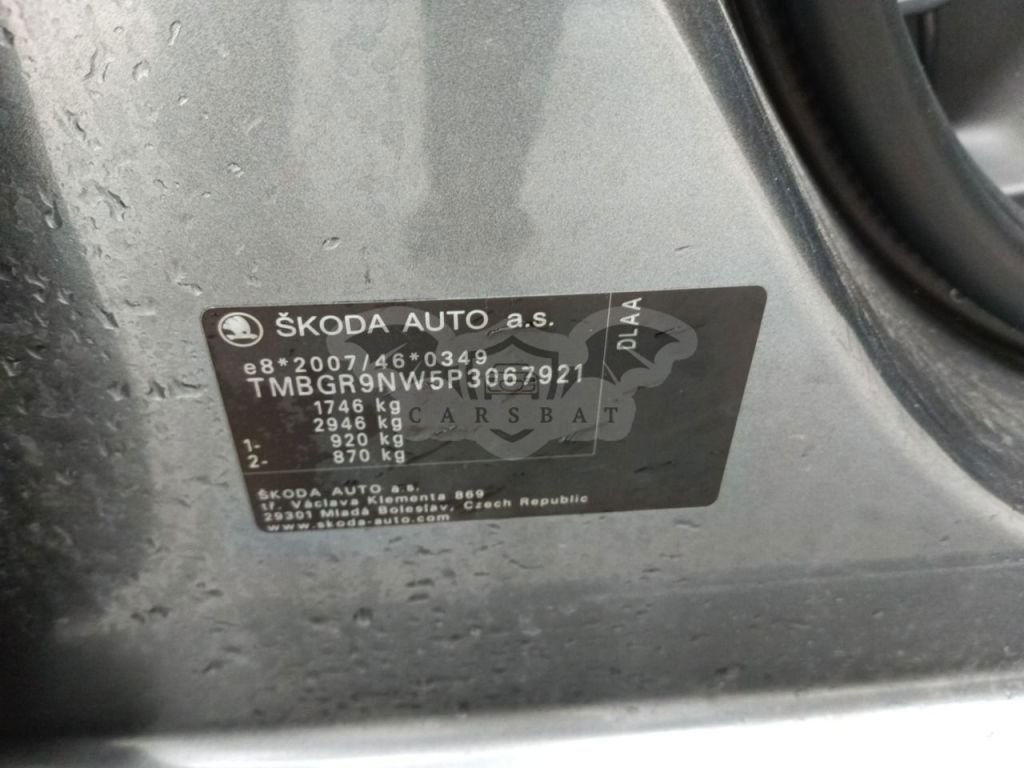 ŠKODA AUTO a.s.
DLAA
e8*2007/46*0349
TMBGR9NW5P3067921
1746 kg
2946 kg
1- 920 kg
2- 870 kg
CARSBAT
ŠKODA AUTO a.s.
tř. Václava Klementa 869
29301 Mladá Boleslav, Czech Republic
www.skoda-auto.com